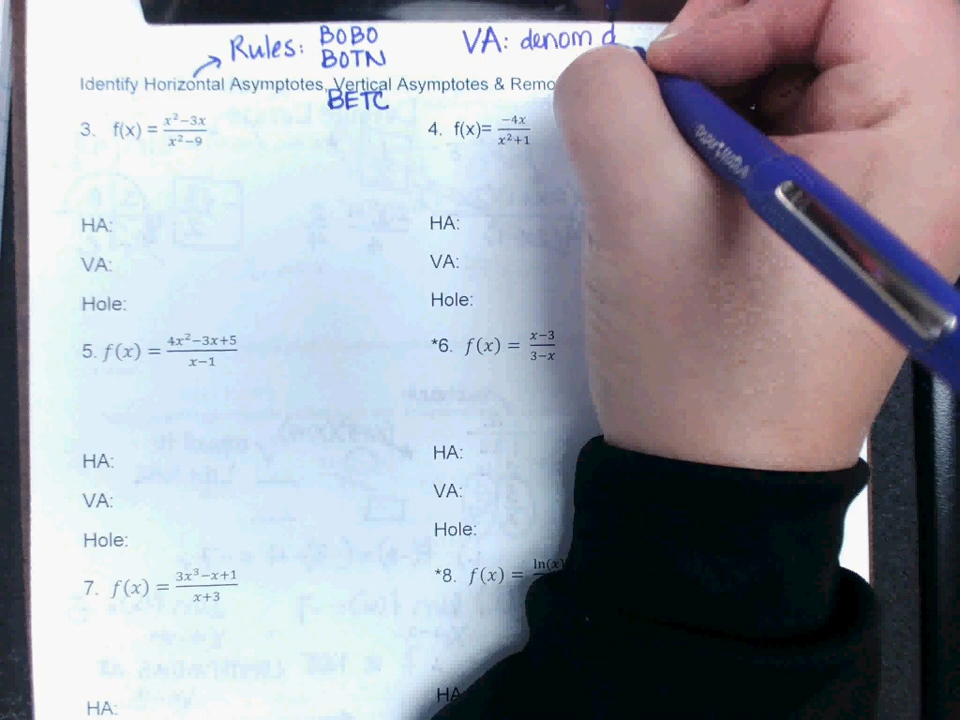 Rules: BOBO VA: denom d
BOTN
Identify Horizontal Asymptotes, Vertical Asymptotes & Remo
BETC
3. f(x) = x²−3x / x²−9
4. f(x)= −4x / x²+1
HA: HA:
VA: VA:
Hole: Hole:
5. f(x) = 4x²−3x+5 / x−1
*6. f(x) = x−3 / 3−x
HA: HA:
VA: VA:
Hole: Hole:
7. f(x) = 3x³−x+1 / x+3
*8. f(x) = ln(x)
HA: HA